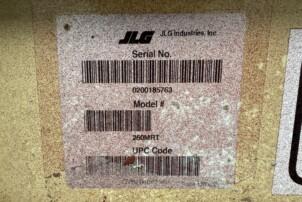 JLG JLG Industries, Inc
Serial No.
0200185763
Model #
260MRT
UPC Code